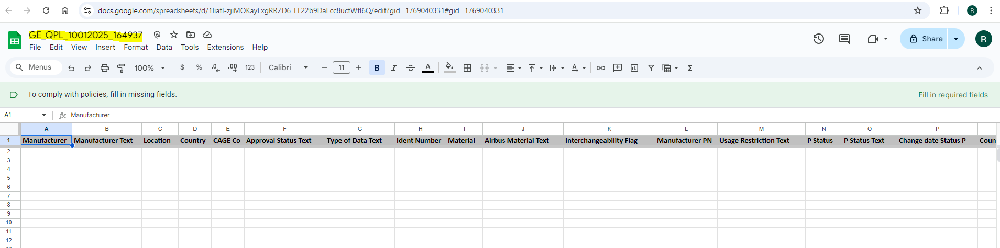 docs.google.com/spreadsheets/d/1Iiatl-zjiMOKayExgRRZD6_EL22b9DaEcc8uctWfl6Q/edit?gid=1769040331#gid=1769040331
R
GE_QPL_10012025_164937
File Edit View Insert Format Data Tools Extensions Help
Share
R
Menus 100% $ % .0 .00 123 Calibri 11 B I A Σ
To comply with policies, fill in missing fields. Fill in required fields
A1 fx Manufacturer
A B C D E F G H I J K L M N O P
1 Manufacturer Manufacturer Text Location Country CAGE Co Approval Status Text Type of Data Text Ident Number Material Airbus Material Text Interchangeability Flag Manufacturer PN Usage Restriction Text P Status P Status Text Change date Status P Coun
2
3
4
5
6
7
8
9
10
11
12